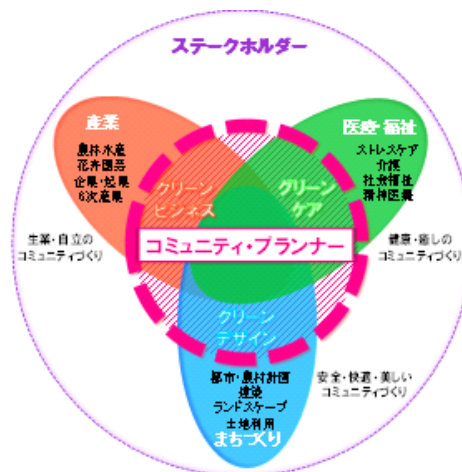 ステークホルダー
産業
農林水産
花卉園芸
企業・起業
6次産業
医療・福祉
ストレスケア
介護
社会福祉
精神医療
グリーン
ビジネス
グリーン
ケア
コミュニティ・プランナー
生業・自立の
コミュニティづくり
健康・癒しの
コミュニティづくり
グリーン
デザイン
都市・農村計画
建築
ランドスケープ
土地利用
まちづくり
安全・快適・美しい
コミュニティづくり